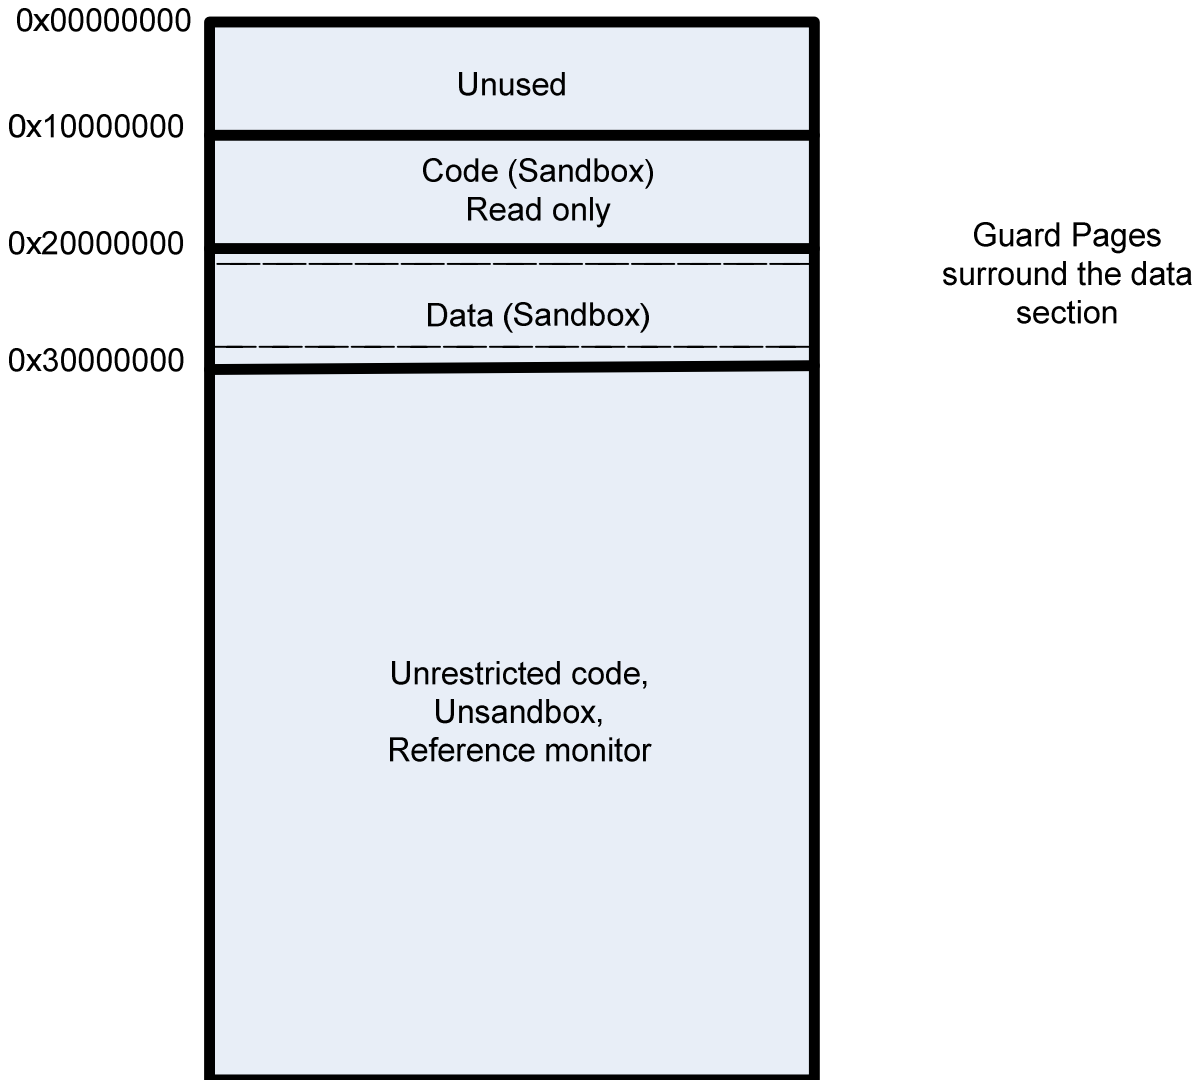 0x00000000
Unused
0x10000000
Code (Sandbox)
Read only
0x20000000
Guard Pages
surround the data
section
Data (Sandbox)
0x30000000
Unrestricted code,
Unsandbox,
Reference monitor